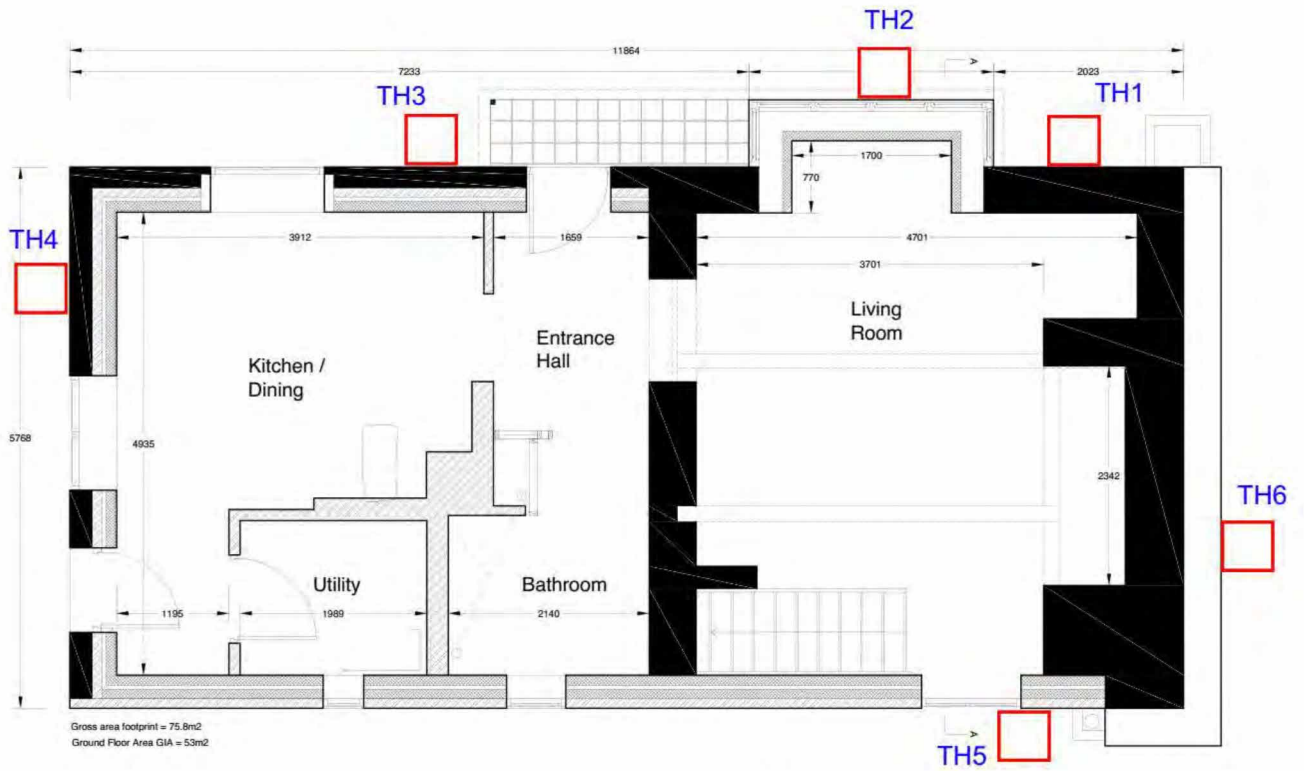 TH2
11864
A
7233
2023
TH3
TH1
1700
770
TH4
3912
1659
4701
3701
Living
Room
Entrance
Hall
Kitchen /
Dining
5768
4935
2342
TH6
Utility
Bathroom
1195
1989
2140
Gross area footprint = 75.8m2
Ground Floor Area GIA = 53m2
A
TH5